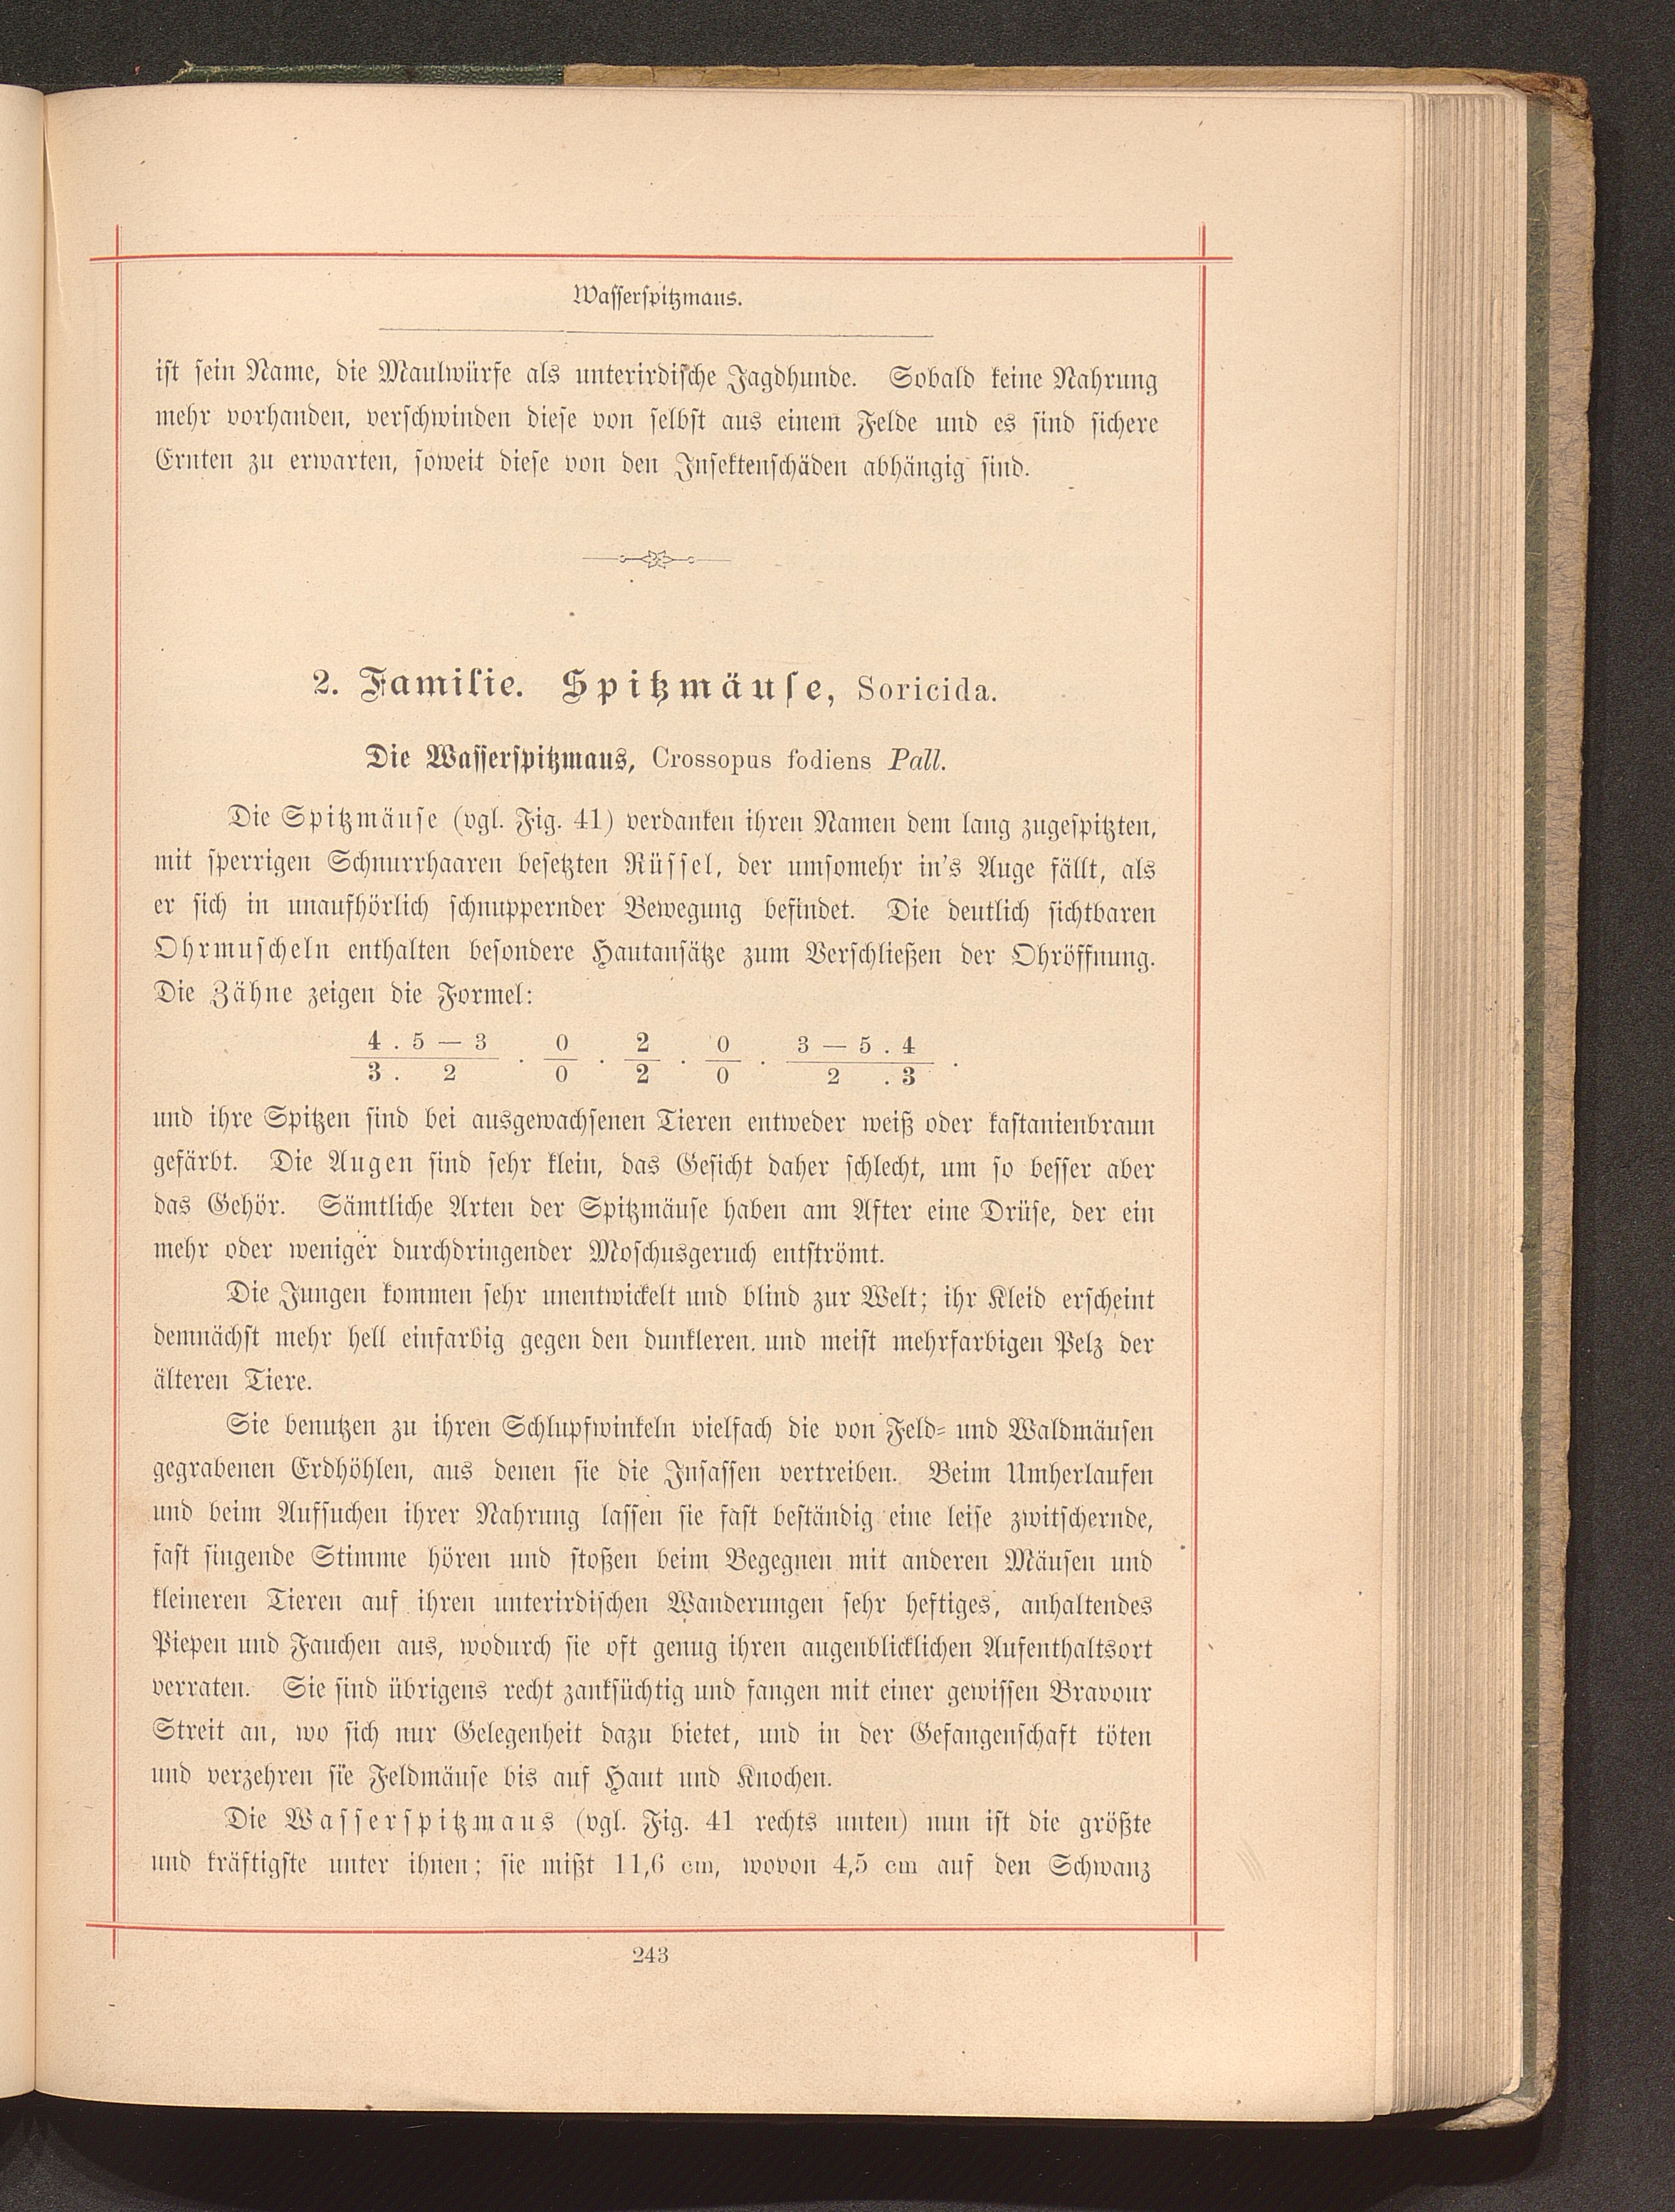 Wasserspitzmaus.
ist sein Name, die Maulwürfe als unterirdische Jagdhunde. Sobald keine Nahrung
mehr vorhanden, verschwinden diese von selbst aus einem Felde und es sind sichere
Ernten zu erwarten, soweit diese von den Insektenschäden abhängig sind.
2. Familie. Spitzmäuse, Soricida.
Die Wasserspitzmaus, Crossopus fodiens Pall.
Die Spitzmäuse (vgl. Fig. 41) verdanken ihren Namen dem lang zugespitzten,
mit sperrigen Schnurrhaaren besetzten Rüssel, der umsomehr in's Auge fällt, als
er sich in unaufhörlich schnuppernder Bewegung befindet. Die deutlich sichtbaren
Ohrmuscheln enthalten besondere Hautansätze zum Verschließen der Ohröffnung.
Die Zähne zeigen die Formel:
4 . 5 — 3 0 2 0 3 — 5 . 4
3 . 2 · 0 · 2 · 0 · 2 . 3 .
und ihre Spitzen sind bei ausgewachsenen Tieren entweder weiß oder kastanienbraun
gefärbt. Die Augen sind sehr klein, das Gesicht daher schlecht, um so besser aber
das Gehör. Sämtliche Arten der Spitzmäuse haben am After eine Drüse, der ein
mehr oder weniger durchdringender Moschusgeruch entströmt.
Die Jungen kommen sehr unentwickelt und blind zur Welt; ihr Kleid erscheint
demnächst mehr hell einfarbig gegen den dunkleren und meist mehrfarbigen Pelz der
älteren Tiere.
Sie benutzen zu ihren Schlupfwinkeln vielfach die von Feld- und Waldmäusen
gegrabenen Erdhöhlen, aus denen sie die Insassen vertreiben. Beim Umherlaufen
und beim Aufsuchen ihrer Nahrung lassen sie fast beständig eine leise zwitschernde,
fast singende Stimme hören und stoßen beim Begegnen mit anderen Mäusen und
kleineren Tieren auf ihren unterirdischen Wanderungen sehr heftiges, anhaltendes
Piepen und Fauchen aus, wodurch sie oft genug ihren augenblicklichen Aufenthaltsort
verraten. Sie sind übrigens recht zanksüchtig und fangen mit einer gewissen Bravour
Streit an, wo sich nur Gelegenheit dazu bietet, und in der Gefangenschaft töten
und verzehren sie Feldmäuse bis auf Haut und Knochen.
Die Wasserspitzmaus (vgl. Fig. 41 rechts unten) nun ist die größte
und kräftigste unter ihnen; sie mißt 11,6 cm, wovon 4,5 cm auf den Schwanz
243